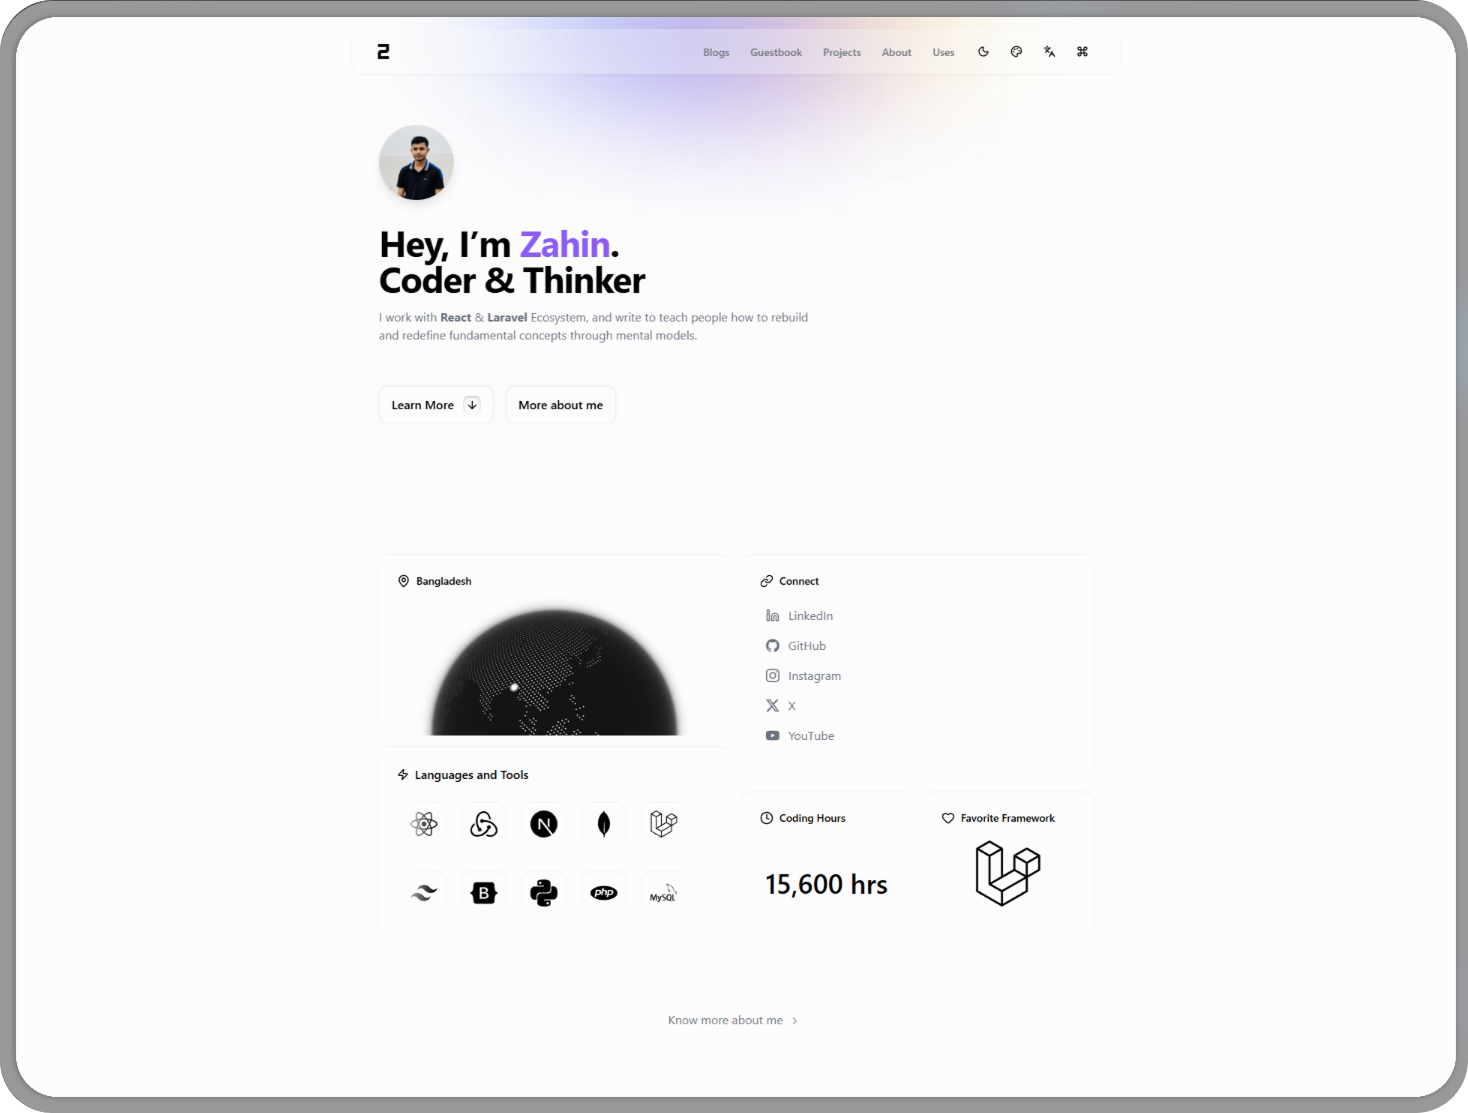 2
Blogs Guestbook Projects About Uses
Hey, I’m Zahin.
Coder & Thinker
I work with React & Laravel Ecosystem, and write to teach people how to rebuild
and redefine fundamental concepts through mental models.
Learn More
More about me
Bangladesh
Connect
LinkedIn
GitHub
Instagram
X
YouTube
Languages and Tools
N
B
php
MySQL
Coding Hours
15,600 hrs
Favorite Framework
Know more about me